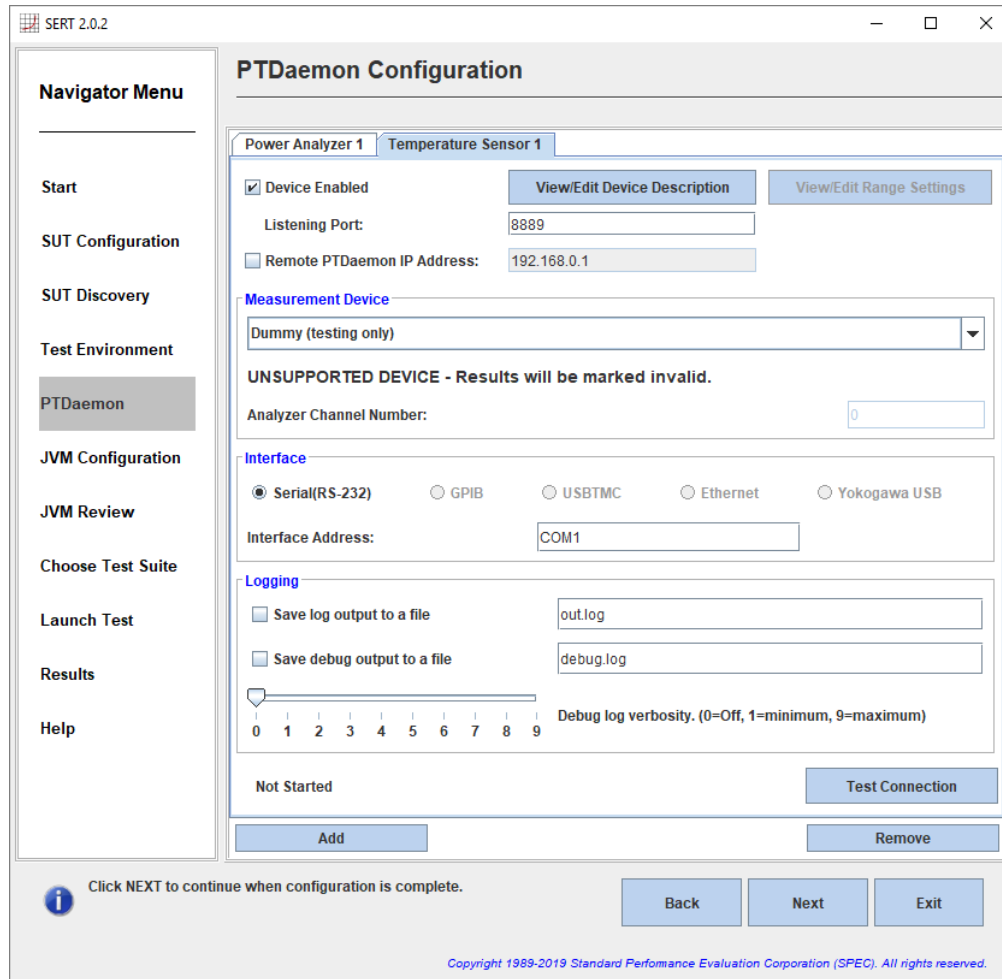 SERT 2.0.2
Navigator Menu
Start
SUT Configuration
SUT Discovery
Test Environment
PTDaemon
JVM Configuration
JVM Review
Choose Test Suite
Launch Test
Results
Help
PTDaemon Configuration
Power Analyzer 1 Temperature Sensor 1
Device Enabled View/Edit Device Description View/Edit Range Settings
Listening Port: 8889
Remote PTDaemon IP Address: 192.168.0.1
Measurement Device
Dummy (testing only)
UNSUPPORTED DEVICE - Results will be marked invalid.
Analyzer Channel Number: 0
Interface
Serial(RS-232) GPIB USBTMC Ethernet Yokogawa USB
Interface Address: COM1
Logging
Save log output to a file out.log
Save debug output to a file debug.log
Debug log verbosity. (0=Off, 1=minimum, 9=maximum)
0 1 2 3 4 5 6 7 8 9
Not Started Test Connection
Add Remove
Click NEXT to continue when configuration is complete.
Back Next Exit
Copyright 1989-2019 Standard Performance Evaluation Corporation (SPEC). All rights reserved.